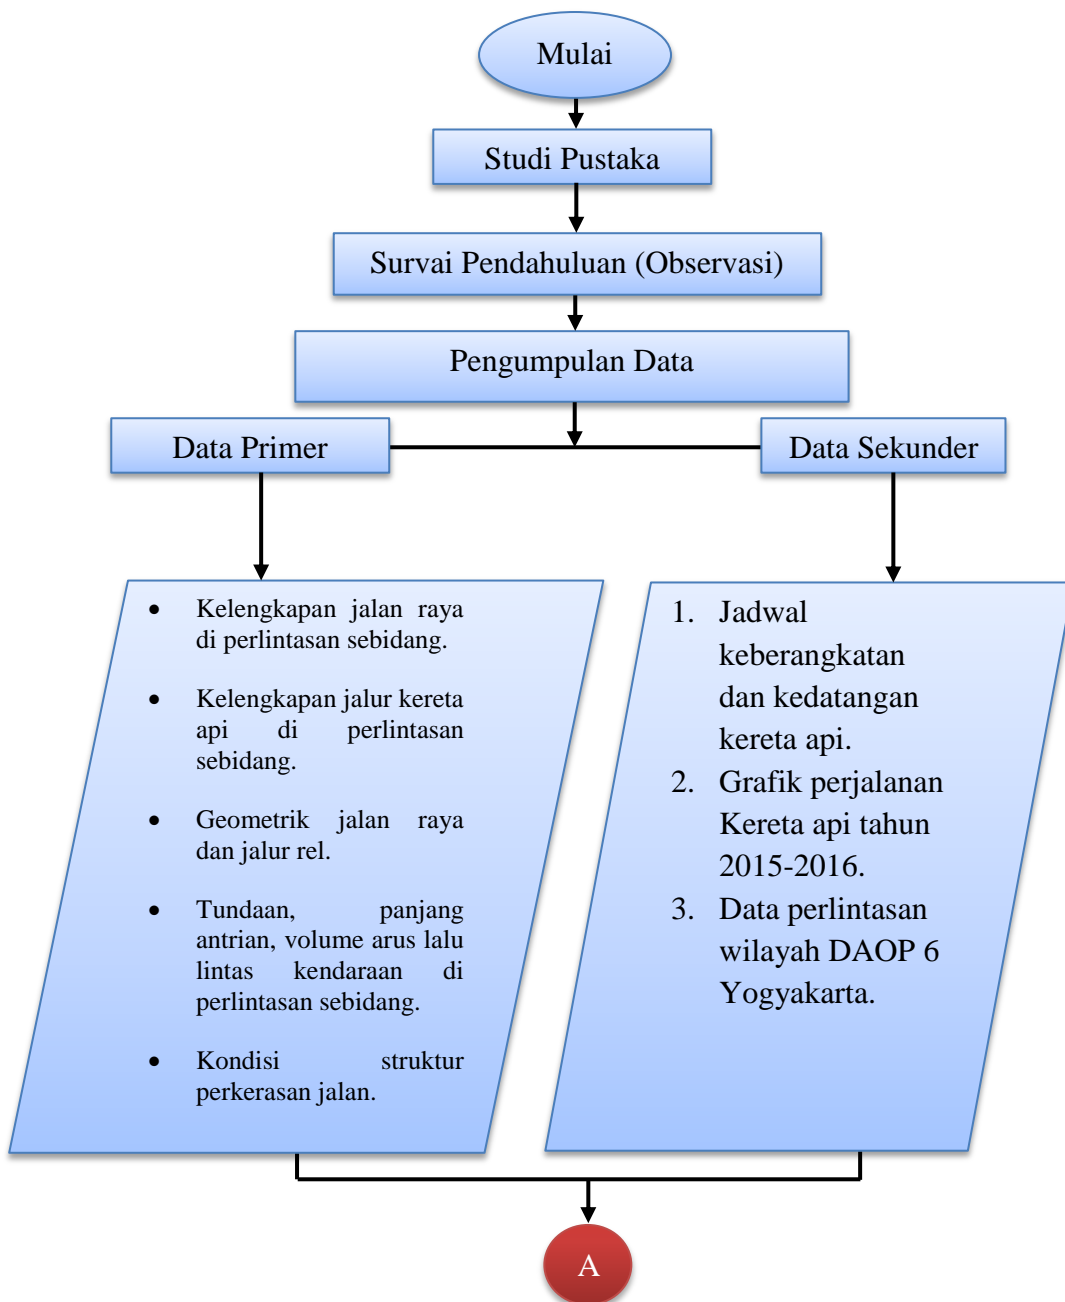 Mulai
Studi Pustaka
Survai Pendahuluan (Observasi)
Pengumpulan Data
Data Primer
Data Sekunder
• Kelengkapan jalan raya
di perlintasan sebidang.
• Kelengkapan jalur kereta
api di perlintasan
sebidang.
• Geometrik jalan raya
dan jalur rel.
• Tundaan, panjang
antrian, volume arus lalu
lintas kendaraan di
perlintasan sebidang.
• Kondisi struktur
perkerasan jalan.
1. Jadwal
keberangkatan
dan kedatangan
kereta api.
2. Grafik perjalanan
Kereta api tahun
2015-2016.
3. Data perlintasan
wilayah DAOP 6
Yogyakarta.
A